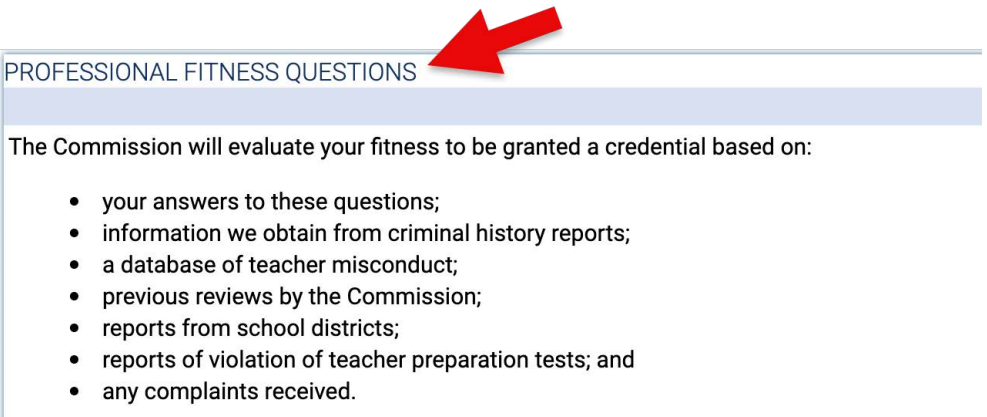 PROFESSIONAL FITNESS QUESTIONS
The Commission will evaluate your fitness to be granted a credential based on:
• your answers to these questions;
• information we obtain from criminal history reports;
• a database of teacher misconduct;
• previous reviews by the Commission;
• reports from school districts;
• reports of violation of teacher preparation tests; and
• any complaints received.